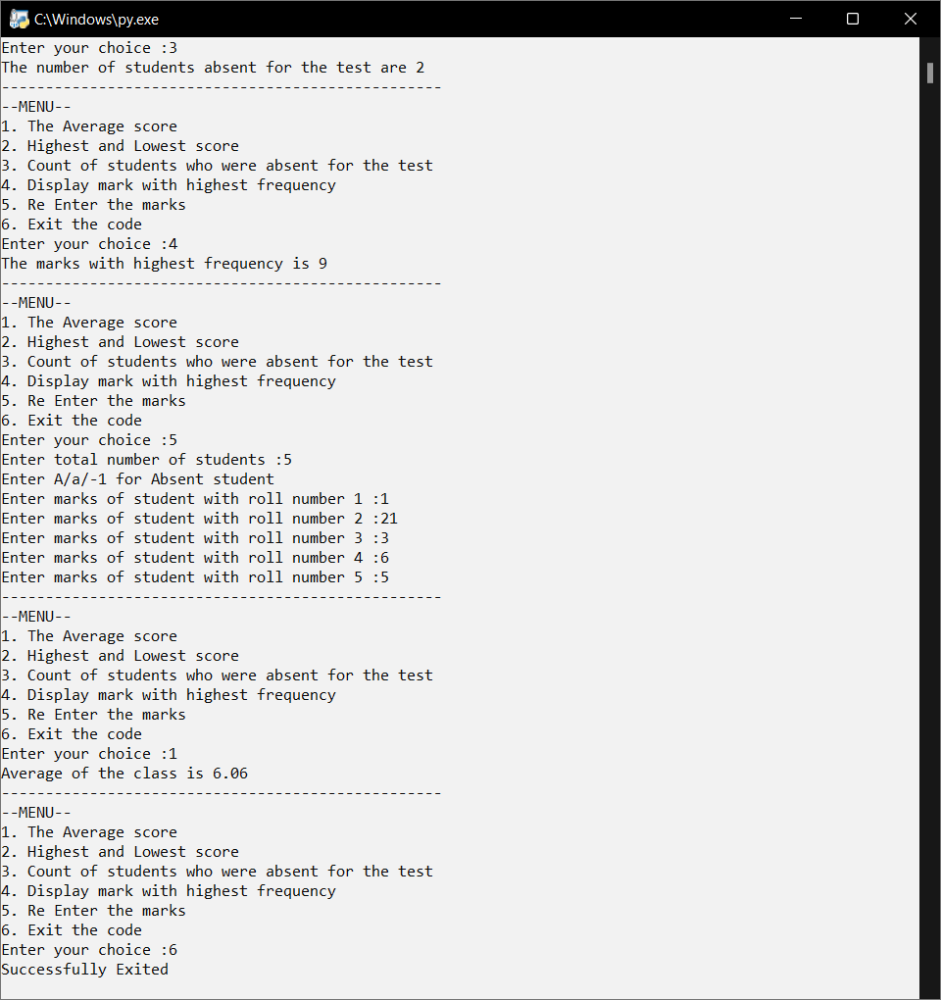 C:\Windows\py.exe
Enter your choice :3
The number of students absent for the test are 2
--------------------------------------------------
--MENU--
1. The Average score
2. Highest and Lowest score
3. Count of students who were absent for the test
4. Display mark with highest frequency
5. Re Enter the marks
6. Exit the code
Enter your choice :4
The marks with highest frequency is 9
--------------------------------------------------
--MENU--
1. The Average score
2. Highest and Lowest score
3. Count of students who were absent for the test
4. Display mark with highest frequency
5. Re Enter the marks
6. Exit the code
Enter your choice :5
Enter total number of students :5
Enter A/a/-1 for Absent student
Enter marks of student with roll number 1 :1
Enter marks of student with roll number 2 :21
Enter marks of student with roll number 3 :3
Enter marks of student with roll number 4 :6
Enter marks of student with roll number 5 :5
--------------------------------------------------
--MENU--
1. The Average score
2. Highest and Lowest score
3. Count of students who were absent for the test
4. Display mark with highest frequency
5. Re Enter the marks
6. Exit the code
Enter your choice :1
Average of the class is 6.06
--------------------------------------------------
--MENU--
1. The Average score
2. Highest and Lowest score
3. Count of students who were absent for the test
4. Display mark with highest frequency
5. Re Enter the marks
6. Exit the code
Enter your choice :6
Successfully Exited